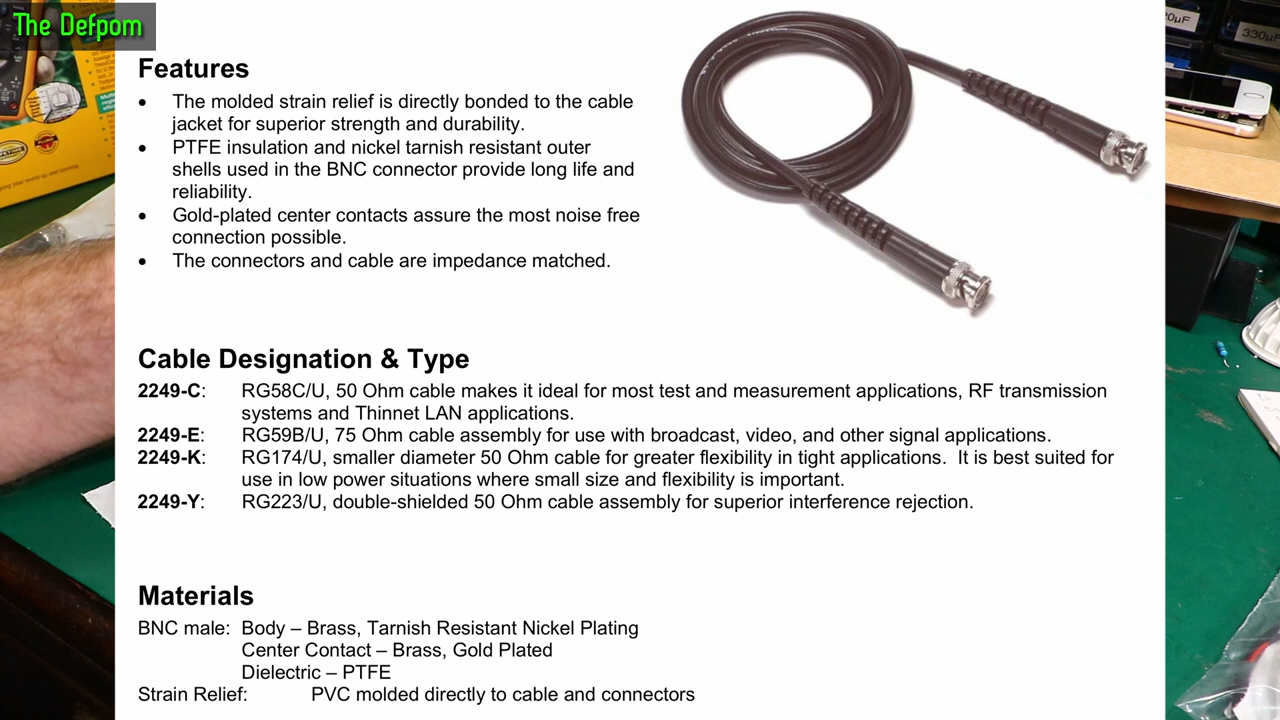 The Defpom
Features
• The molded strain relief is directly bonded to the cable
jacket for superior strength and durability.
• PTFE insulation and nickel tarnish resistant outer
shells used in the BNC connector provide long life and
reliability.
• Gold-plated center contacts assure the most noise free
connection possible.
• The connectors and cable are impedance matched.
Cable Designation & Type
2249-C: RG58C/U, 50 Ohm cable makes it ideal for most test and measurement applications, RF transmission
systems and Thinnet LAN applications.
2249-E: RG59B/U, 75 Ohm cable assembly for use with broadcast, video, and other signal applications.
2249-K: RG174/U, smaller diameter 50 Ohm cable for greater flexibility in tight applications. It is best suited for
use in low power situations where small size and flexibility is important.
2249-Y: RG223/U, double-shielded 50 Ohm cable assembly for superior interference rejection.
Materials
BNC male: Body – Brass, Tarnish Resistant Nickel Plating
Center Contact – Brass, Gold Plated
Dielectric – PTFE
Strain Relief: PVC molded directly to cable and connectors
330µF